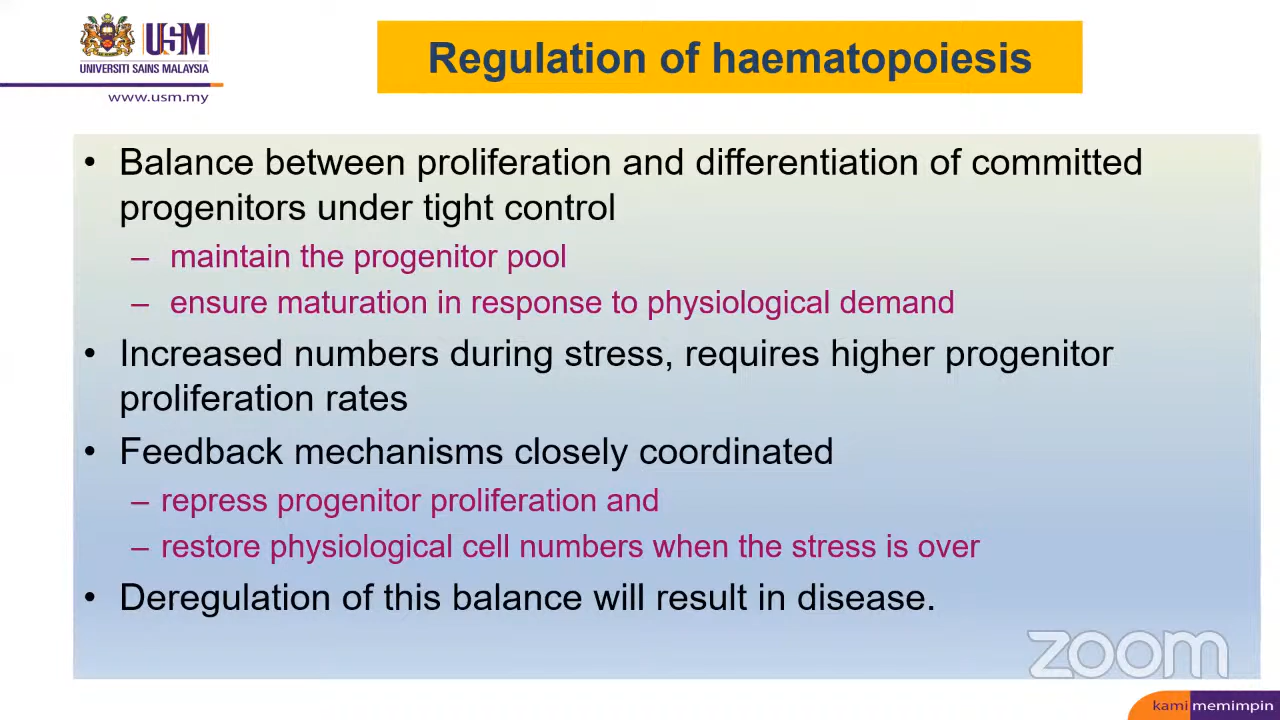 USM
UNIVERSITI SAINS MALAYSIA
www.usm.my
Regulation of haematopoiesis
• Balance between proliferation and differentiation of committed
progenitors under tight control
– maintain the progenitor pool
– ensure maturation in response to physiological demand
• Increased numbers during stress, requires higher progenitor
proliferation rates
• Feedback mechanisms closely coordinated
– repress progenitor proliferation and
– restore physiological cell numbers when the stress is over
• Deregulation of this balance will result in disease.
zoom
kami memimpin